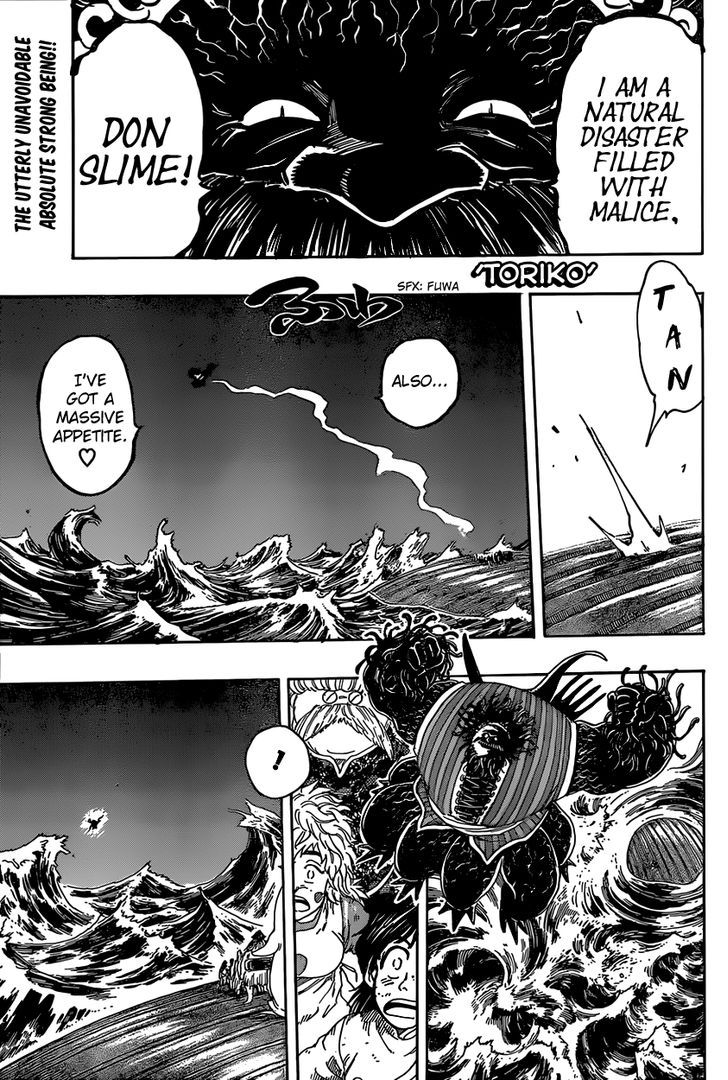 THE UTTERLY UNAVOIDABLE
ABSOLUTE STRONG BEING!!
I AM A
NATURAL
DISASTER
FILLED
WITH
MALICE,
DON
SLIME!
'TORIKO'
SFX: FUWA
TAN
ALSO...
I'VE
GOT A
MASSIVE
APPETITE.
♡
!